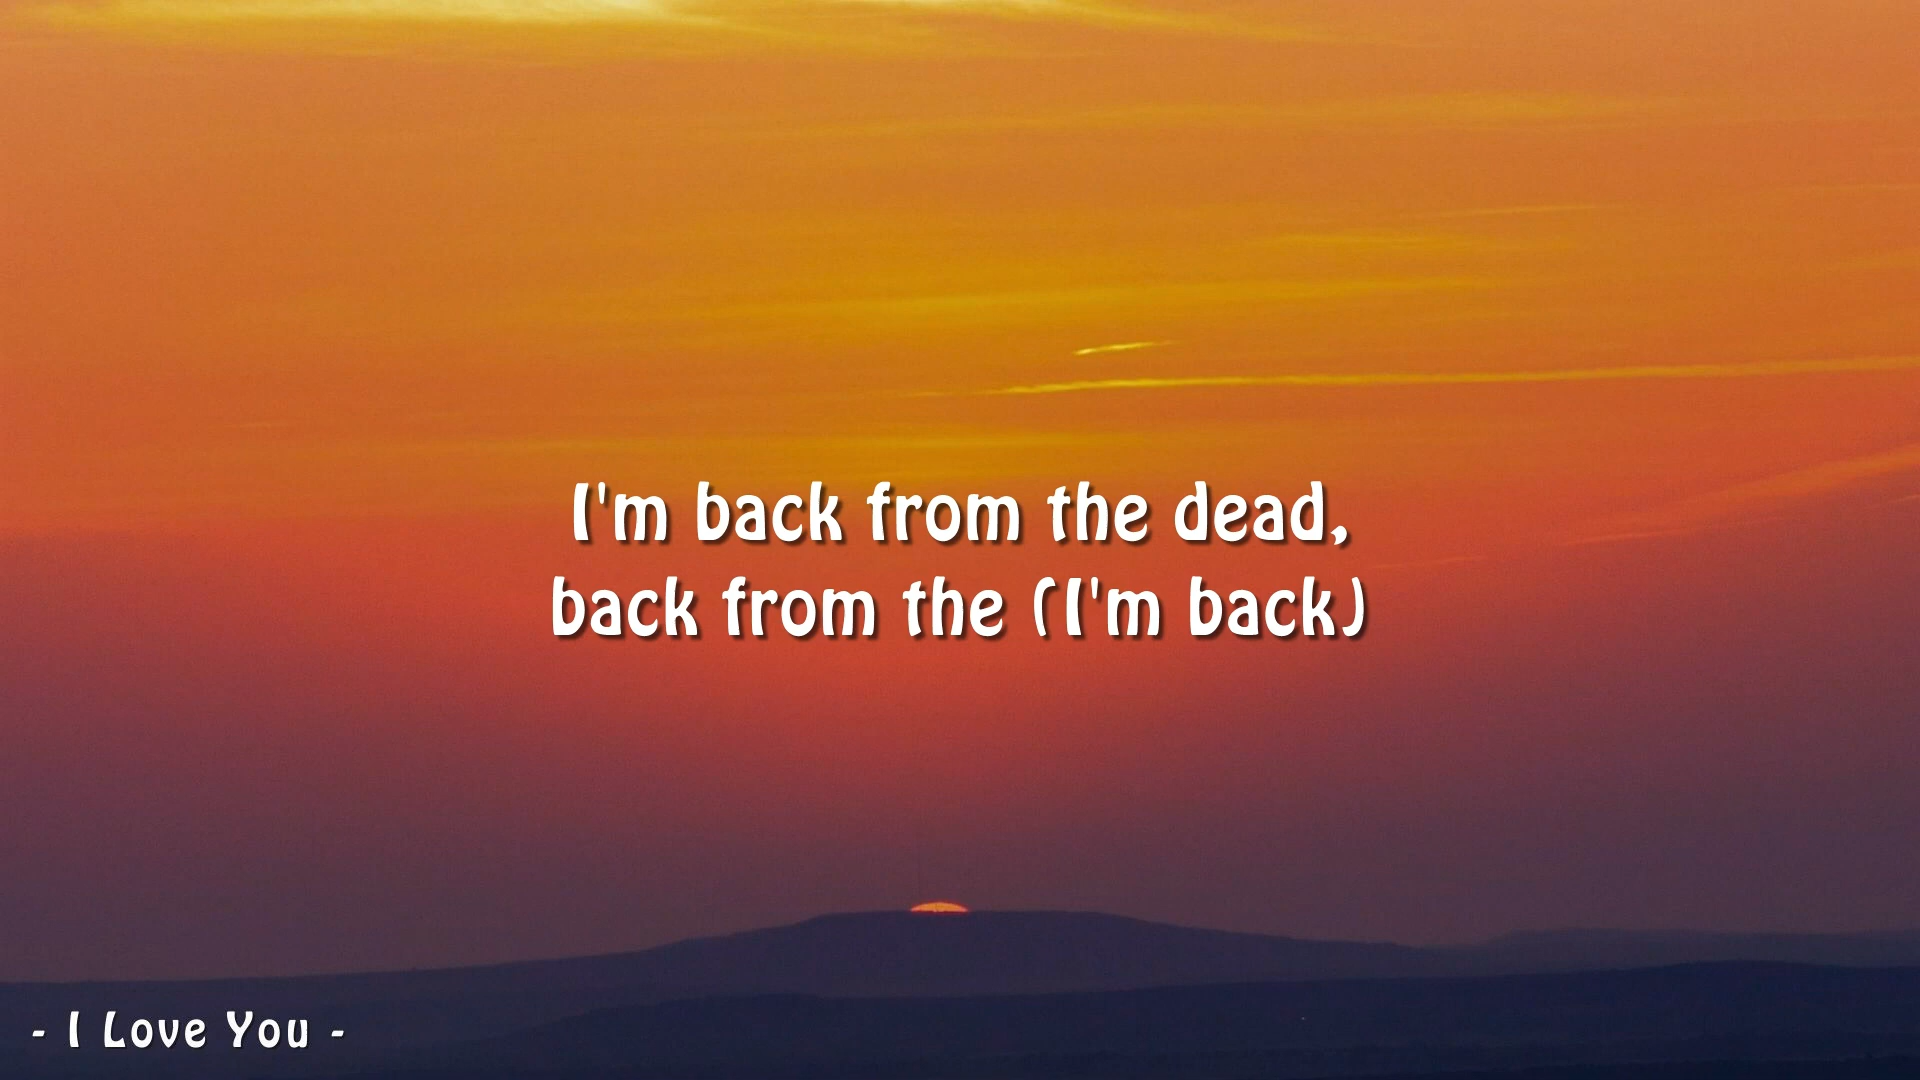 I'm back from the dead,
back from the (I'm back)
- I Love You -